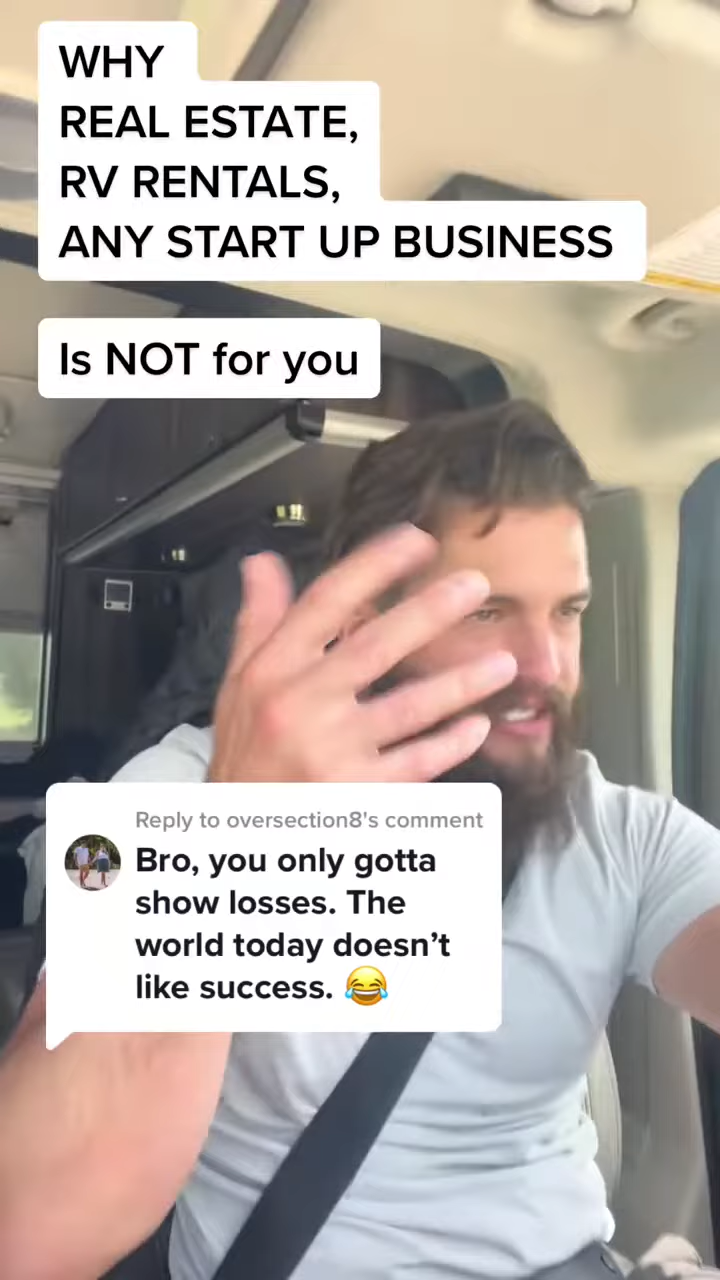 WHY
REAL ESTATE,
RV RENTALS,
ANY START UP BUSINESS
Is NOT for you
Reply to oversection8's comment
Bro, you only gotta
show losses. The
world today doesn’t
like success. 😂